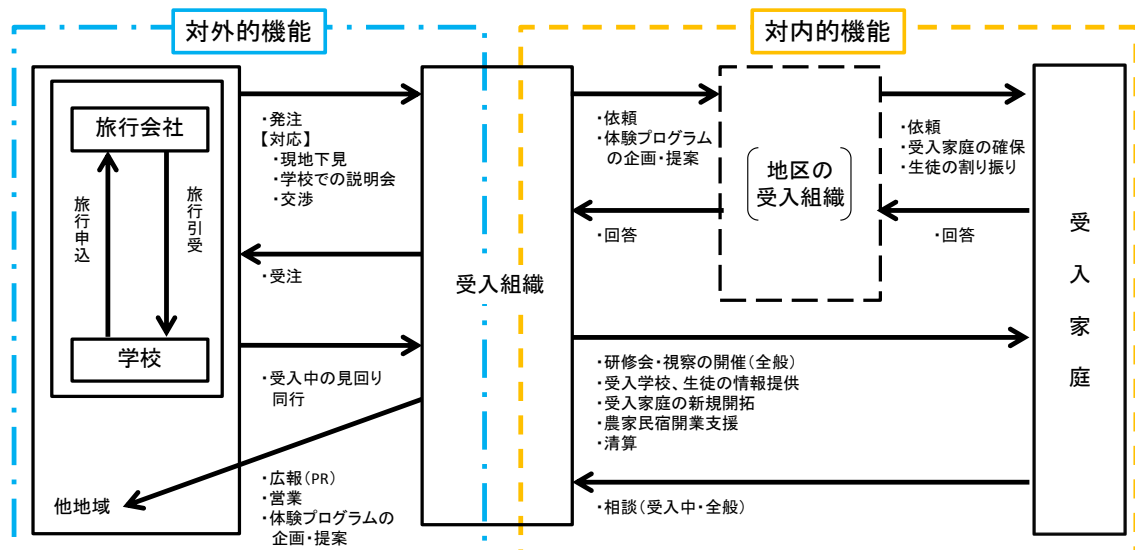 対外的機能
対内的機能
旅行会社
旅行申込
旅行引受
学校
他地域
・発注
【対応】
・現地下見
・学校での説明会
・交渉
・受注
・受入中の見回り
同行
・広報(PR)
・営業
・体験プログラムの
企画・提案
受入組織
・依頼
・体験プログラム
の企画・提案
・回答
地区の
受入組織
・依頼
・受入家庭の確保
・生徒の割り振り
・回答
・研修会・視察の開催(全般)
・受入学校、生徒の情報提供
・受入家庭の新規開拓
・農家民宿開業支援
・清算
・相談(受入中・全般)
受入家庭